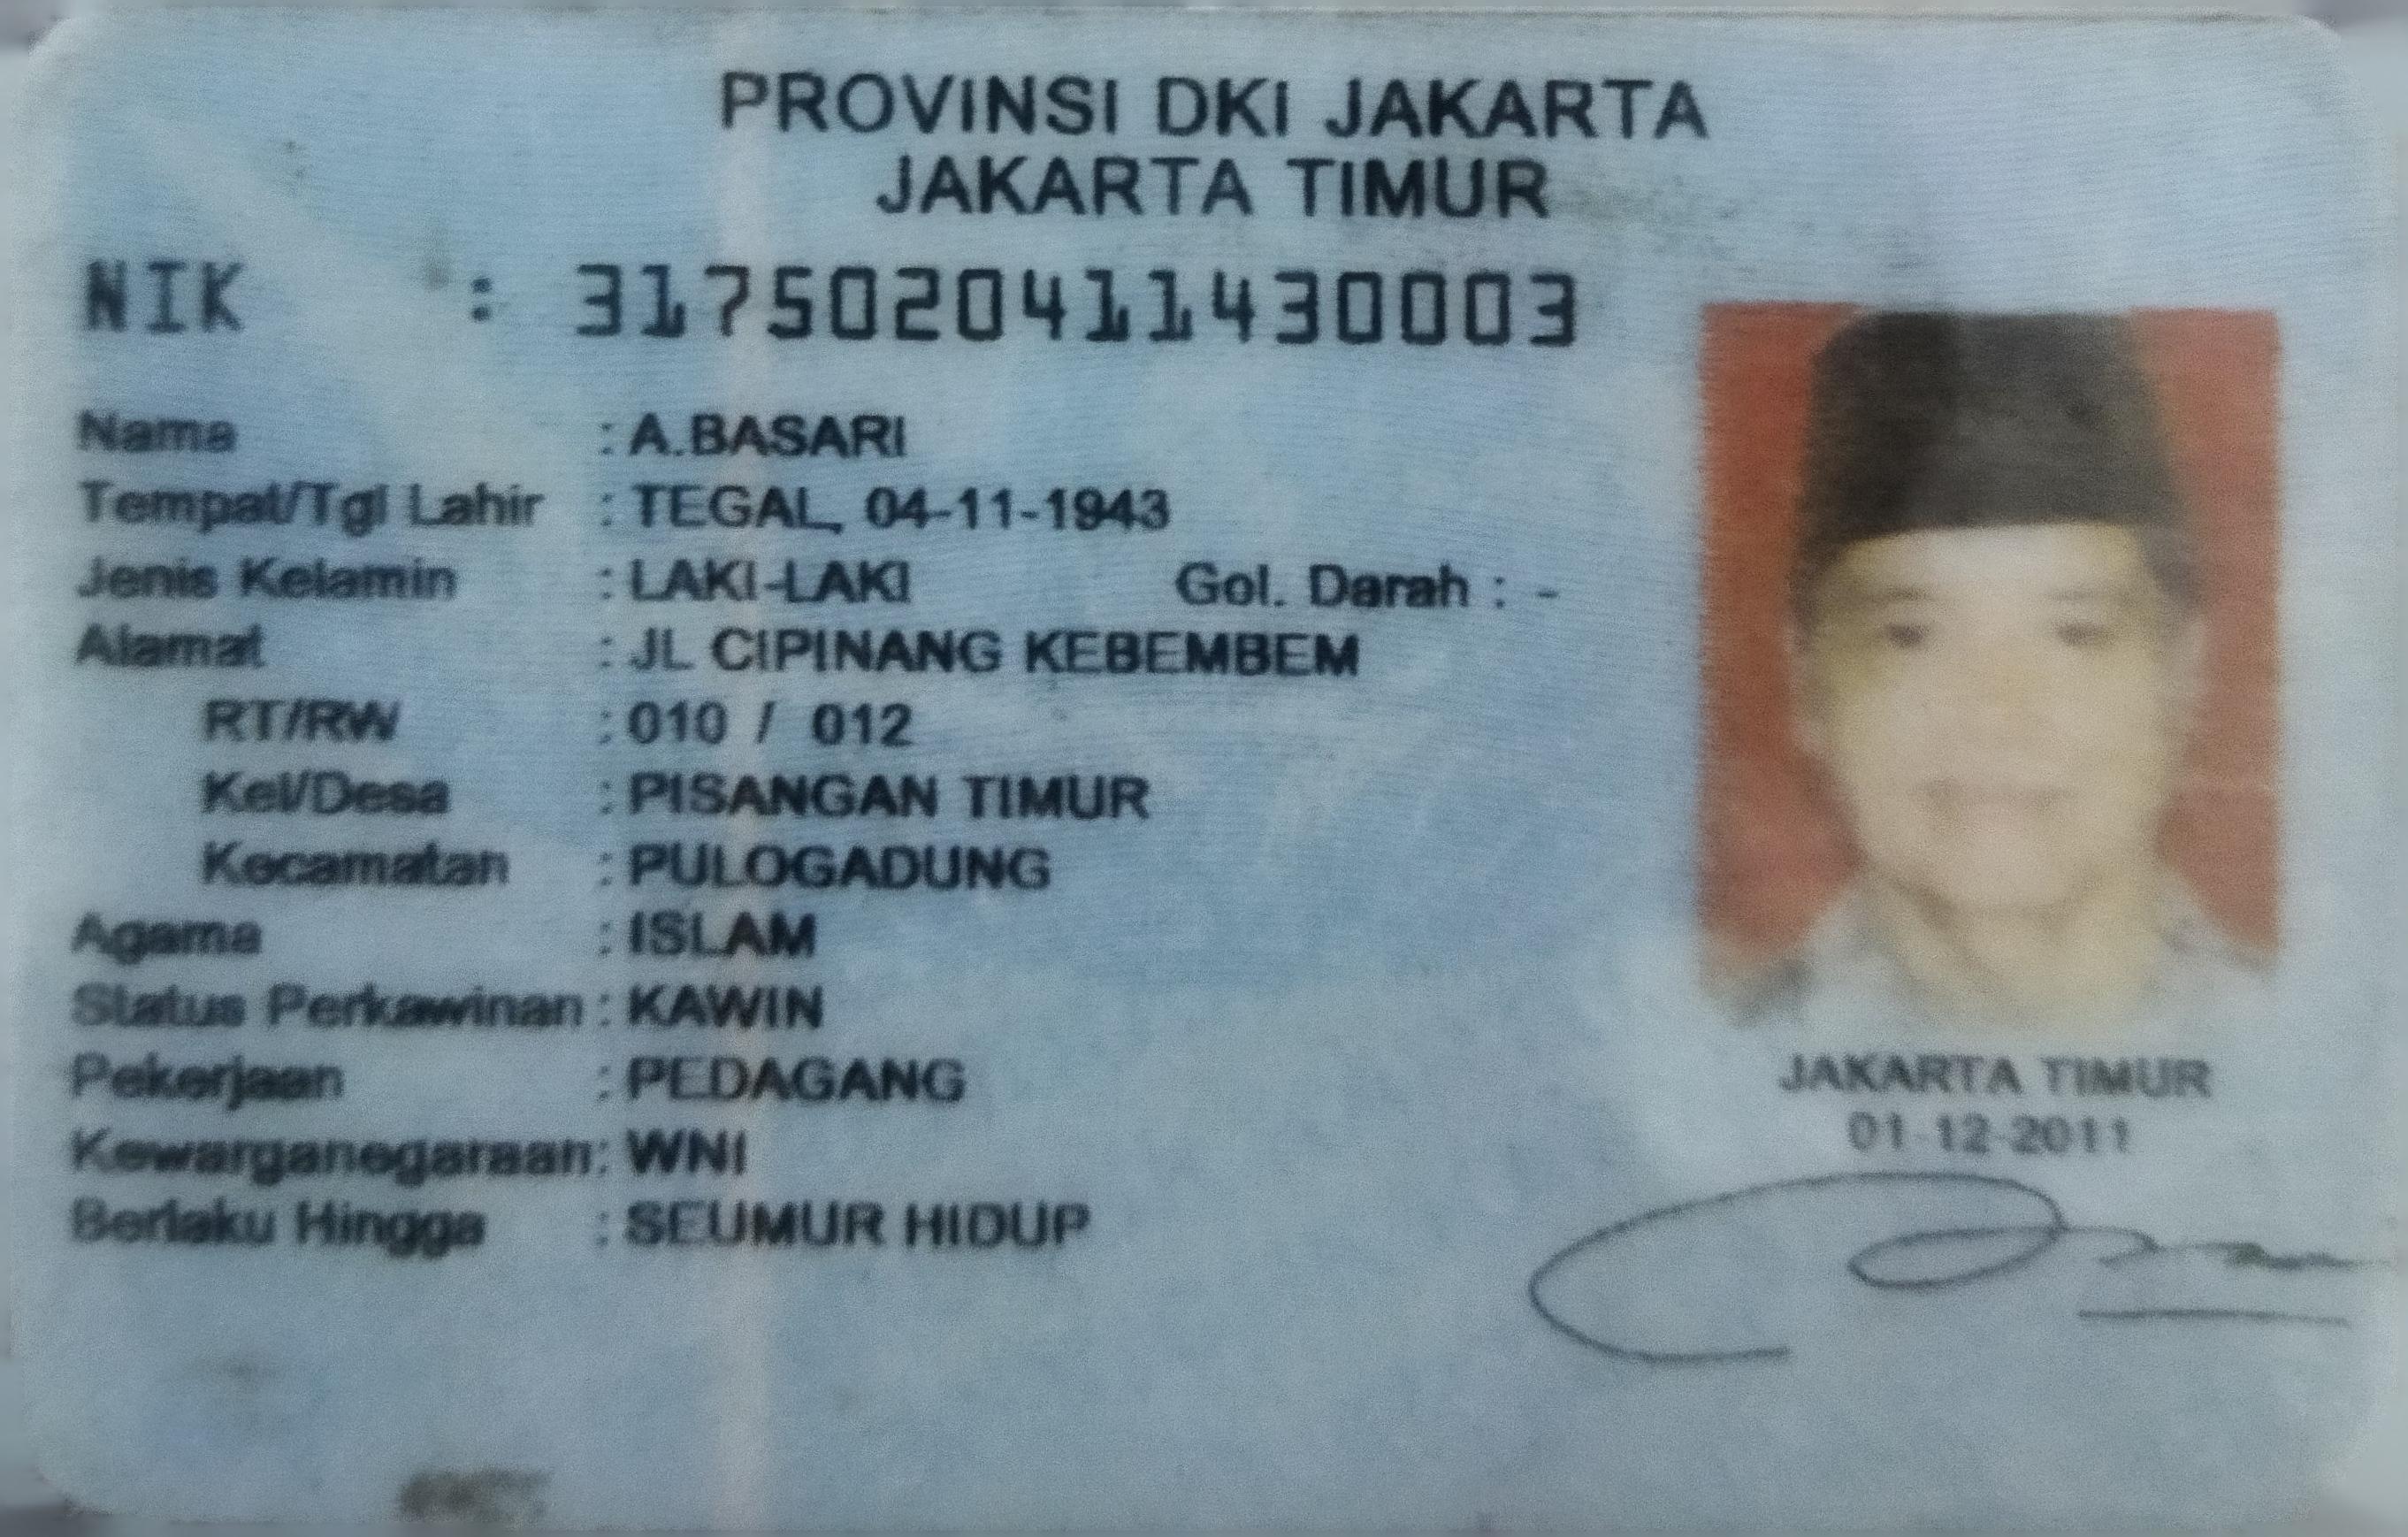 PROVINSI DKI JAKARTA
JAKARTA TIMUR
NIK : 3175020411430003
Nama : A.BASARI
Tempat/Tgl Lahir : TEGAL, 04-11-1943
Jenis Kelamin : LAKI-LAKI Gol. Darah : -
Alamat : JL CIPINANG KEBEMBEM
RT/RW : 010 / 012
Kel/Desa : PISANGAN TIMUR
Kecamatan : PULOGADUNG
Agama : ISLAM
Status Perkawinan : KAWIN
Pekerjaan : PEDAGANG
Kewarganegaraan: WNI
Berlaku Hingga : SEUMUR HIDUP
JAKARTA TIMUR
01-12-2011